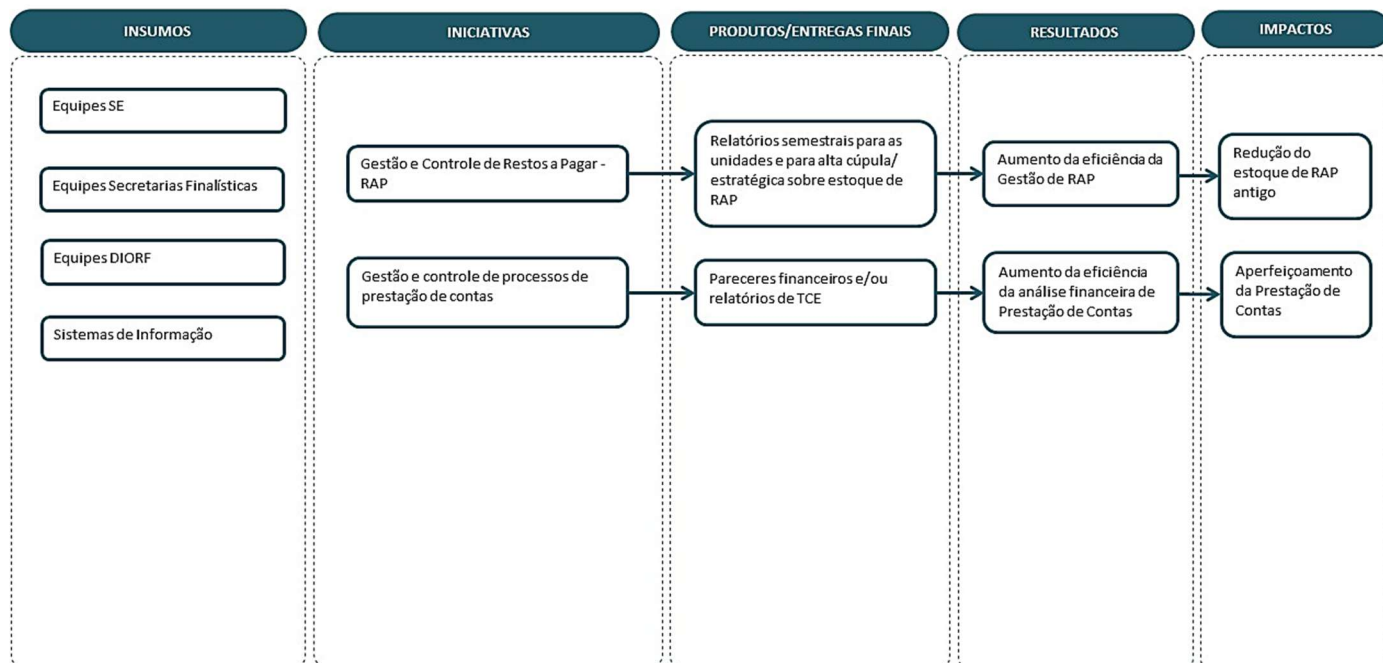 INSUMOS
INICIATIVAS
PRODUTOS/ENTREGAS FINAIS
RESULTADOS
IMPACTOS
Equipes SE
Equipes Secretarias Finalísticas
Equipes DIORF
Sistemas de Informação
Gestão e Controle de Restos a Pagar -
RAP
Gestão e controle de processos de
prestação de contas
Relatórios semestrais para as
unidades e para alta cúpula/
estratégica sobre estoque de
RAP
Pareceres financeiros e/ou
relatórios de TCE
Aumento da eficiência da
Gestão de RAP
Aumento da eficiência
da análise financeira de
Prestação de Contas
Redução do
estoque de RAP
antigo
Aperfeiçoamento
da Prestação de
Contas